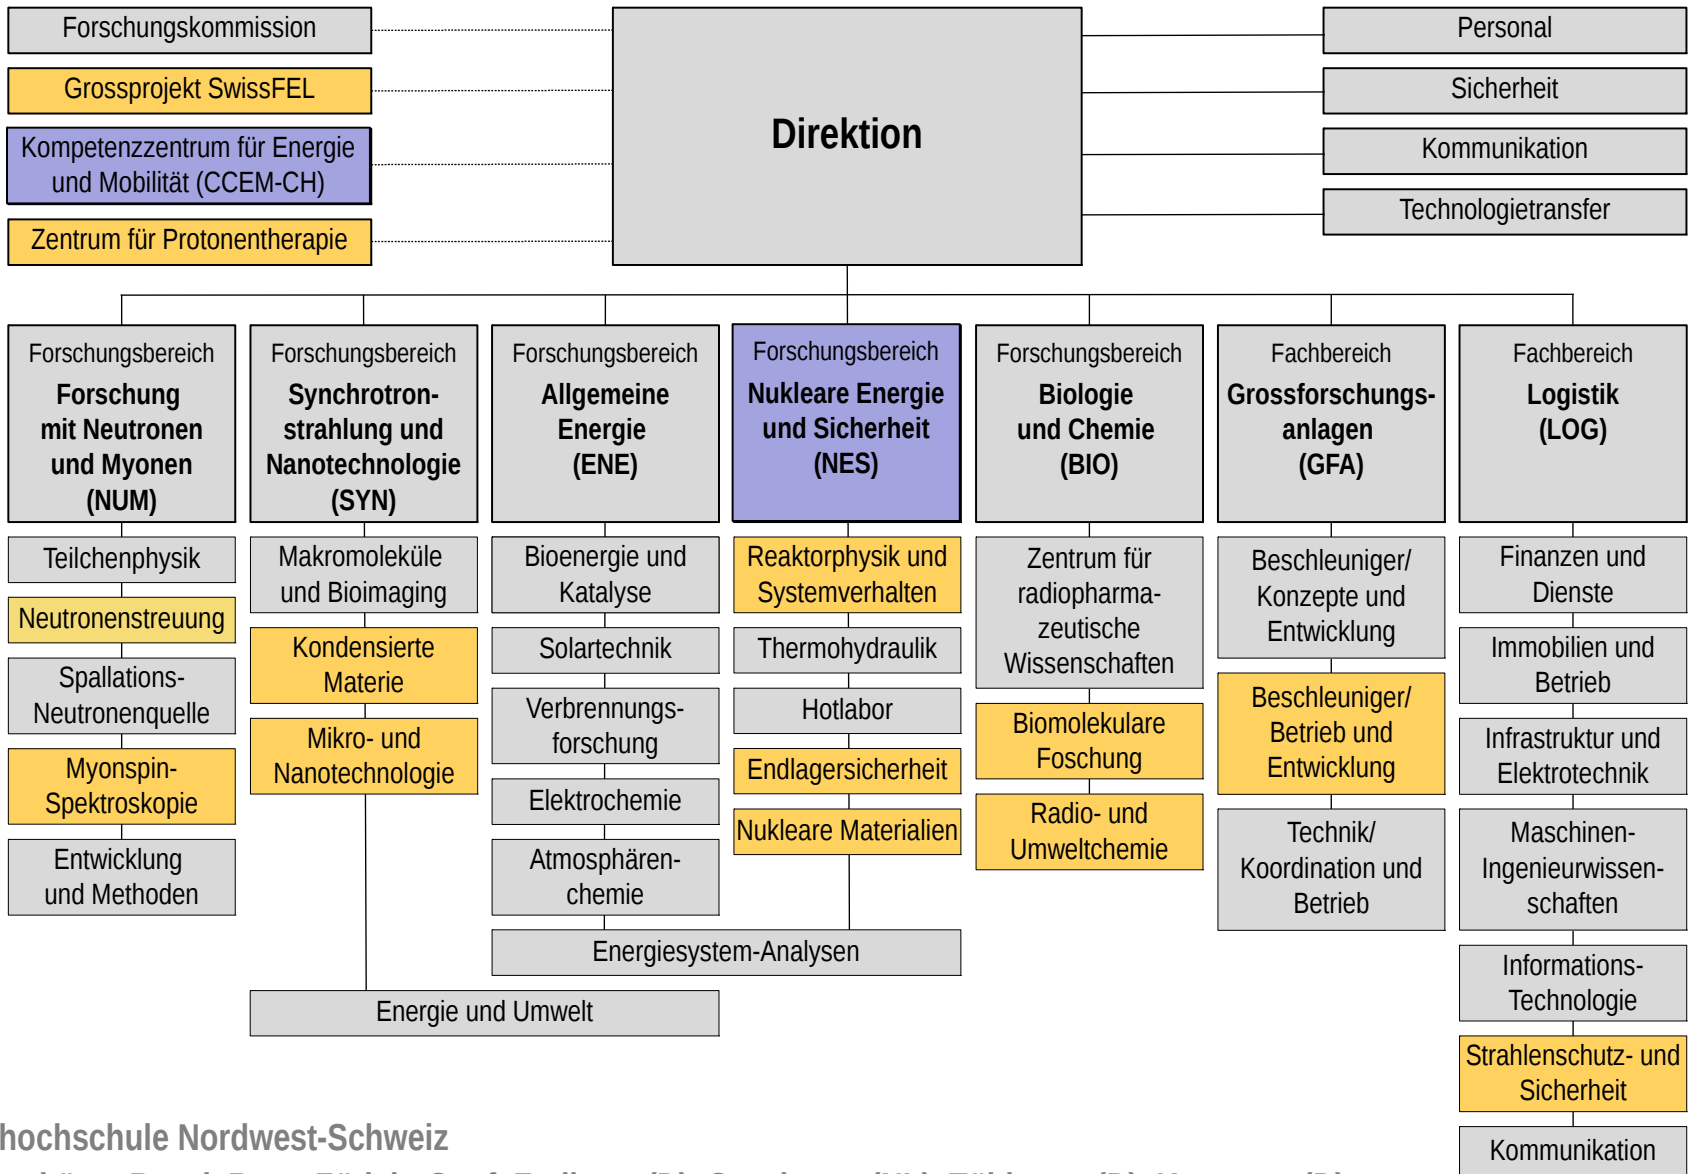 Forschungskommission
Grossprojekt SwissFEL
Kompetenzzentrum für Energie
und Mobilität (CCEM-CH)
Zentrum für Protonentherapie
Direktion
Personal
Sicherheit
Kommunikation
Technologietransfer
Forschungsbereich
Forschung
mit Neutronen
und Myonen
(NUM)
Teilchenphysik
Neutronenstreuung
Spallations-
Neutronenquelle
Myonspin-
Spektroskopie
Entwicklung
und Methoden
Forschungsbereich
Synchrotron-
strahlung und
Nanotechnologie
(SYN)
Makromoleküle
und Bioimaging
Kondensierte
Materie
Mikro- und
Nanotechnologie
Forschungsbereich
Allgemeine
Energie
(ENE)
Bioenergie und
Katalyse
Solartechnik
Verbrennungs-
forschung
Elektrochemie
Atmosphären-
chemie
Forschungsbereich
Nukleare Energie
und Sicherheit
(NES)
Reaktorphysik und
Systemverhalten
Thermohydraulik
Hotlabor
Endlagersicherheit
Nukleare Materialien
Energiesystem-Analysen
Energie und Umwelt
Forschungsbereich
Biologie
und Chemie
(BIO)
Zentrum für
radiopharma-
zeutische
Wissenschaften
Biomolekulare
Foschung
Radio- und
Umweltchemie
Fachbereich
Grossforschungs-
anlagen
(GFA)
Beschleuniger/
Konzepte und
Entwicklung
Beschleuniger/
Betrieb und
Entwicklung
Technik/
Koordination und
Betrieb
Fachbereich
Logistik
(LOG)
Finanzen und
Dienste
Immobilien und
Betrieb
Infrastruktur und
Elektrotechnik
Maschinen-
Ingenieurwissen-
schaften
Informations-
Technologie
Strahlenschutz- und
Sicherheit
Kommunikation
hochschule Nordwest-Schweiz